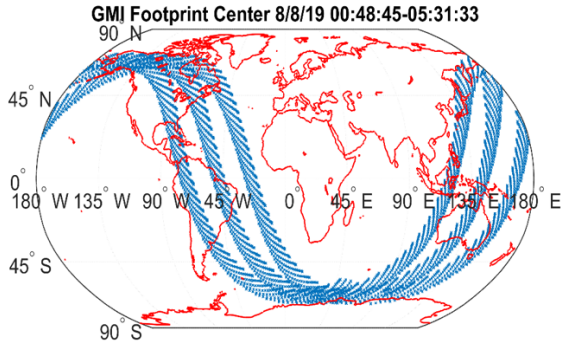 GMI Footprint Center 8/8/19 00:48:45-05:31:33
90° N
45° N
0°
180° W 135° W 90° W 45° W 0° 45° E 90° E 135° E 180° E
45° S
90° S